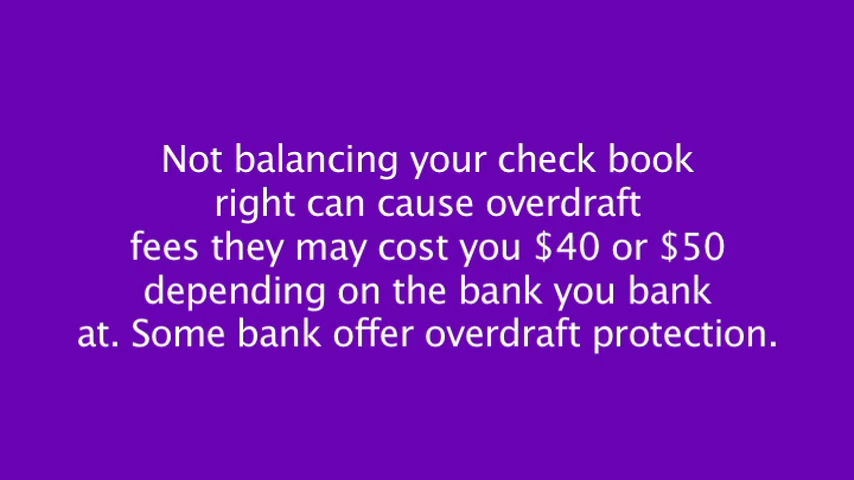 Not balancing your check book
right can cause overdraft
fees they may cost you $40 or $50
depending on the bank you bank
at. Some bank offer overdraft protection.